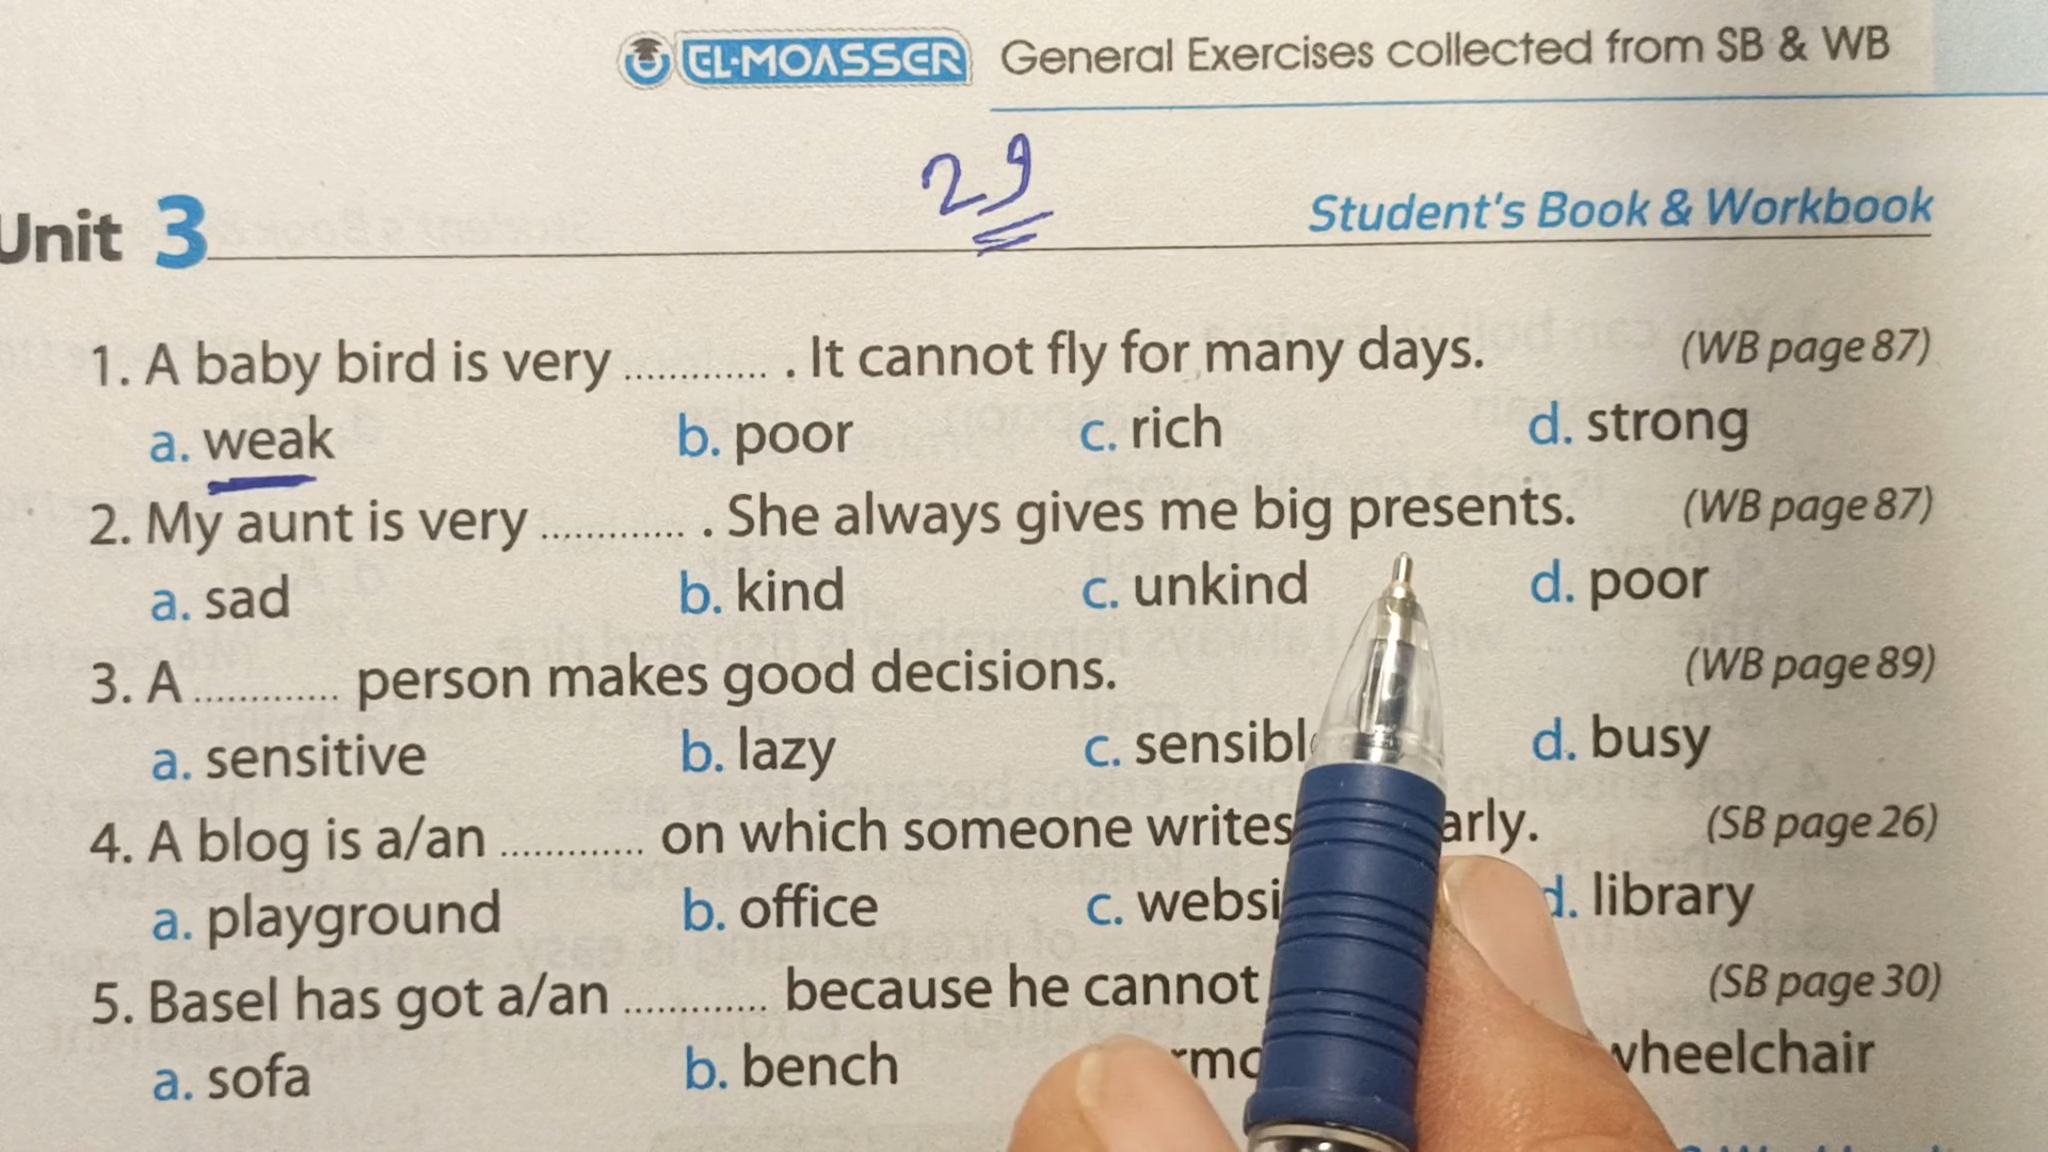 EL-MOASSER General Exercises collected from SB & WB
29
Unit 3 Student's Book & Workbook
1. A baby bird is very ............. . It cannot fly for many days. (WB page 87)
a. weak b. poor c. rich d. strong
2. My aunt is very ............. . She always gives me big presents. (WB page 87)
a. sad b. kind c. unkind d. poor
3. A ............. person makes good decisions. (WB page 89)
a. sensitive b. lazy c. sensible d. busy
4. A blog is a/an ............. on which someone writes arly. (SB page 26)
a. playground b. office c. websi d. library
5. Basel has got a/an ............. because he cannot (SB page 30)
a. sofa b. bench wheelchair